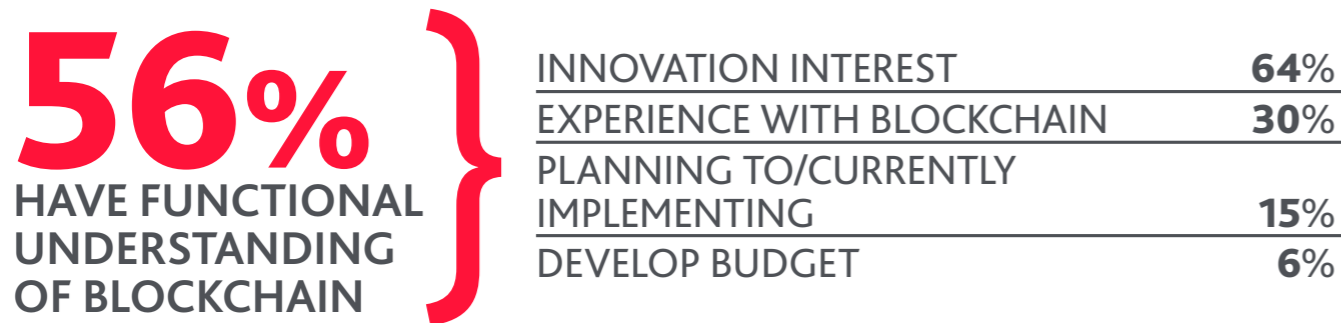 56%
HAVE FUNCTIONAL
UNDERSTANDING
OF BLOCKCHAIN
INNOVATION INTEREST 64%
EXPERIENCE WITH BLOCKCHAIN 30%
PLANNING TO/CURRENTLY
IMPLEMENTING 15%
DEVELOP BUDGET 6%